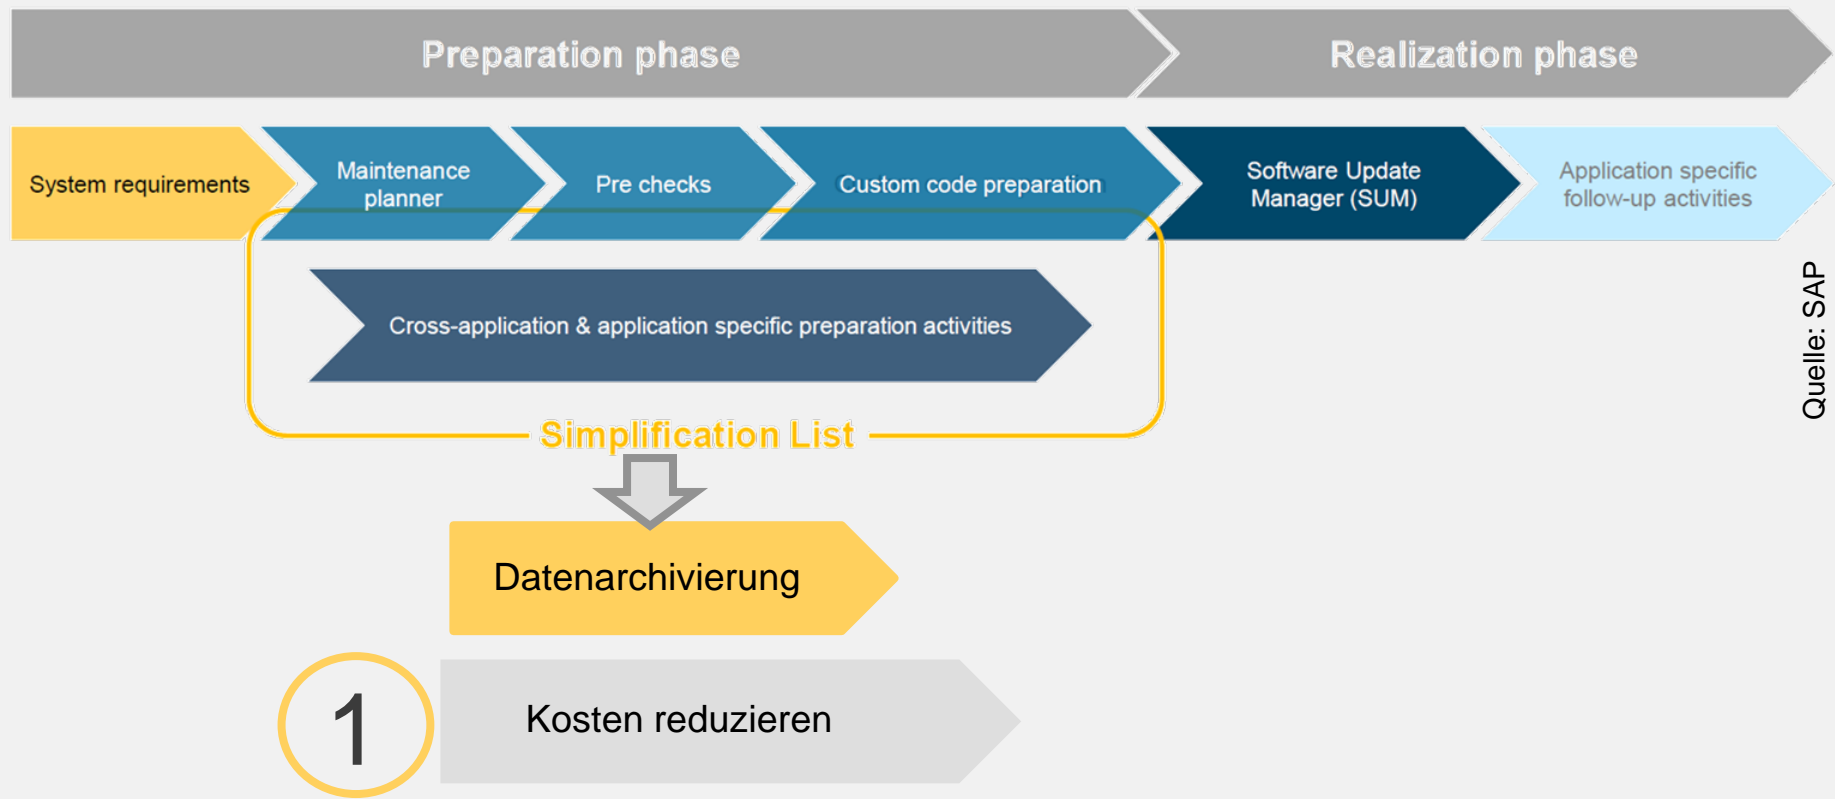 Preparation phase
Realization phase
System requirements
Maintenance
planner
Pre checks
Custom code preparation
Software Update
Manager (SUM)
Application specific
follow-up activities
Cross-application & application specific preparation activities
Simplification List
Quelle: SAP
Datenarchivierung
1
Kosten reduzieren